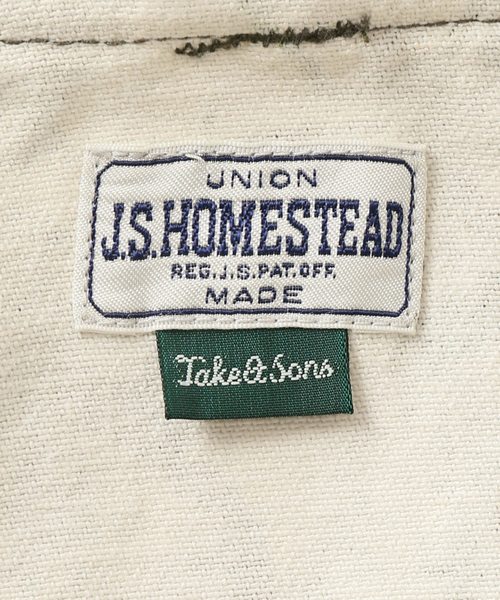 UNION
J.S.HOMESTEAD
REG.J.S.PAT.OFF.
MADE
Take & Sons